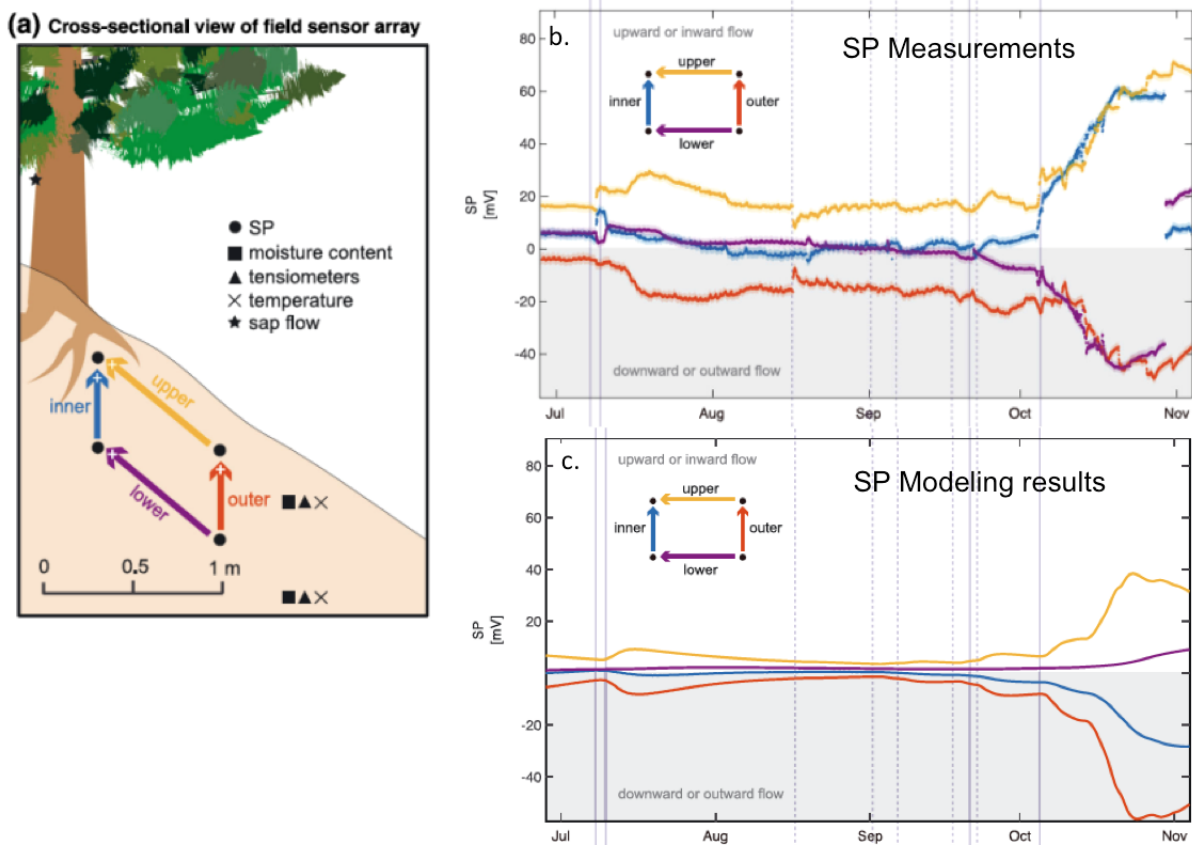 (a) Cross-sectional view of field sensor array
SP
moisture content
tensiometers
temperature
sap flow
upper
inner
lower
outer
0 0.5 1 m
b.
upward or inward flow
SP Measurements
upper
inner
outer
lower
80
60
40
20
0
-20
-40
SP
[mV]
downward or outward flow
Jul Aug Sep Oct Nov
c.
upward or inward flow
SP Modeling results
upper
inner
outer
lower
80
60
40
20
-20
-40
SP
[mV]
downward or outward flow
Jul Aug Sep Oct Nov